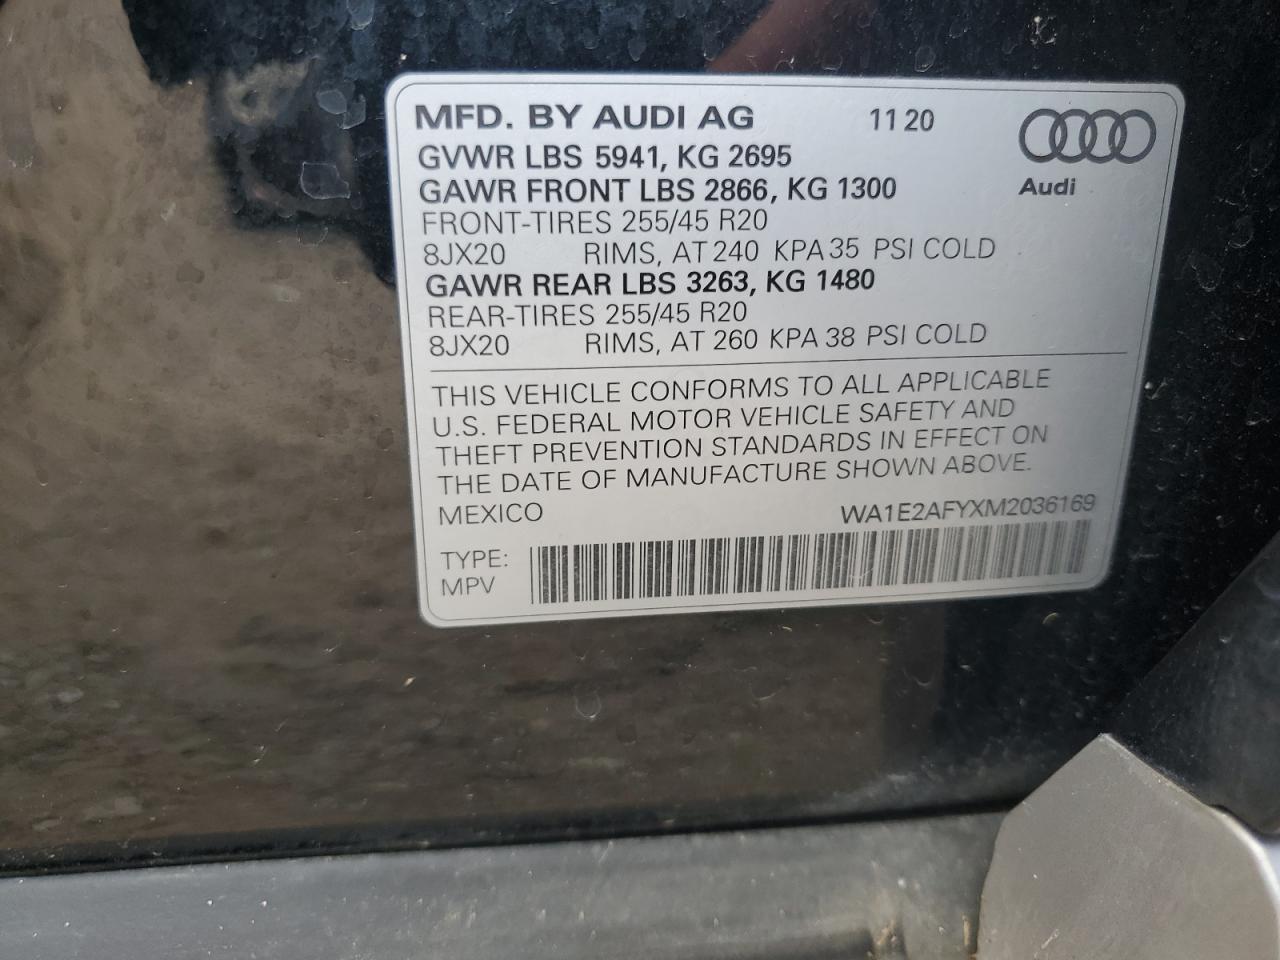 MFD. BY AUDI AG 11 20
GVWR LBS 5941, KG 2695
GAWR FRONT LBS 2866, KG 1300
Audi
FRONT-TIRES 255/45 R20
8JX20 RIMS, AT 240 KPA 35 PSI COLD
GAWR REAR LBS 3263, KG 1480
REAR-TIRES 255/45 R20
8JX20 RIMS, AT 260 KPA 38 PSI COLD
THIS VEHICLE CONFORMS TO ALL APPLICABLE
U.S. FEDERAL MOTOR VEHICLE SAFETY AND
THEFT PREVENTION STANDARDS IN EFFECT ON
THE DATE OF MANUFACTURE SHOWN ABOVE.
MEXICO WA1E2AFYXM2036169
TYPE:
MPV